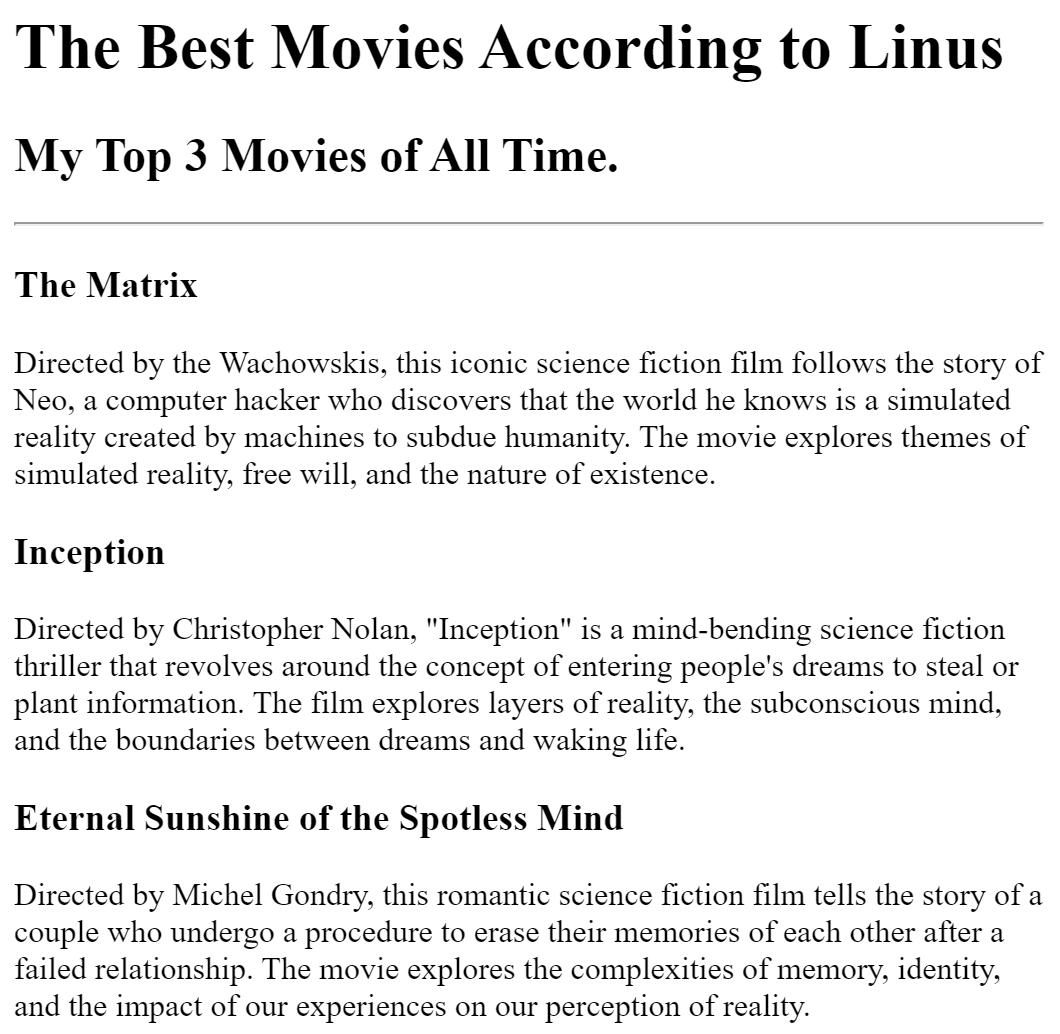 The Best Movies According to Linus
My Top 3 Movies of All Time.
The Matrix
Directed by the Wachowskis, this iconic science fiction film follows the story of
Neo, a computer hacker who discovers that the world he knows is a simulated
reality created by machines to subdue humanity. The movie explores themes of
simulated reality, free will, and the nature of existence.
Inception
Directed by Christopher Nolan, "Inception" is a mind-bending science fiction
thriller that revolves around the concept of entering people's dreams to steal or
plant information. The film explores layers of reality, the subconscious mind,
and the boundaries between dreams and waking life.
Eternal Sunshine of the Spotless Mind
Directed by Michel Gondry, this romantic science fiction film tells the story of a
couple who undergo a procedure to erase their memories of each other after a
failed relationship. The movie explores the complexities of memory, identity,
and the impact of our experiences on our perception of reality.